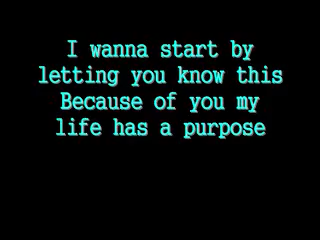 I wanna start by
letting you know this
Because of you my
life has a purpose